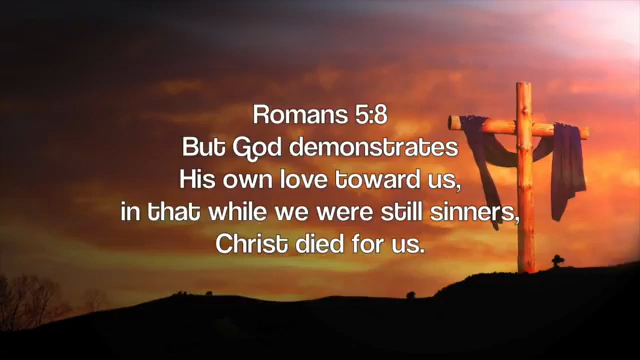 Romans 5:8
But God demonstrates
His own love toward us,
in that while we were still sinners,
Christ died for us.